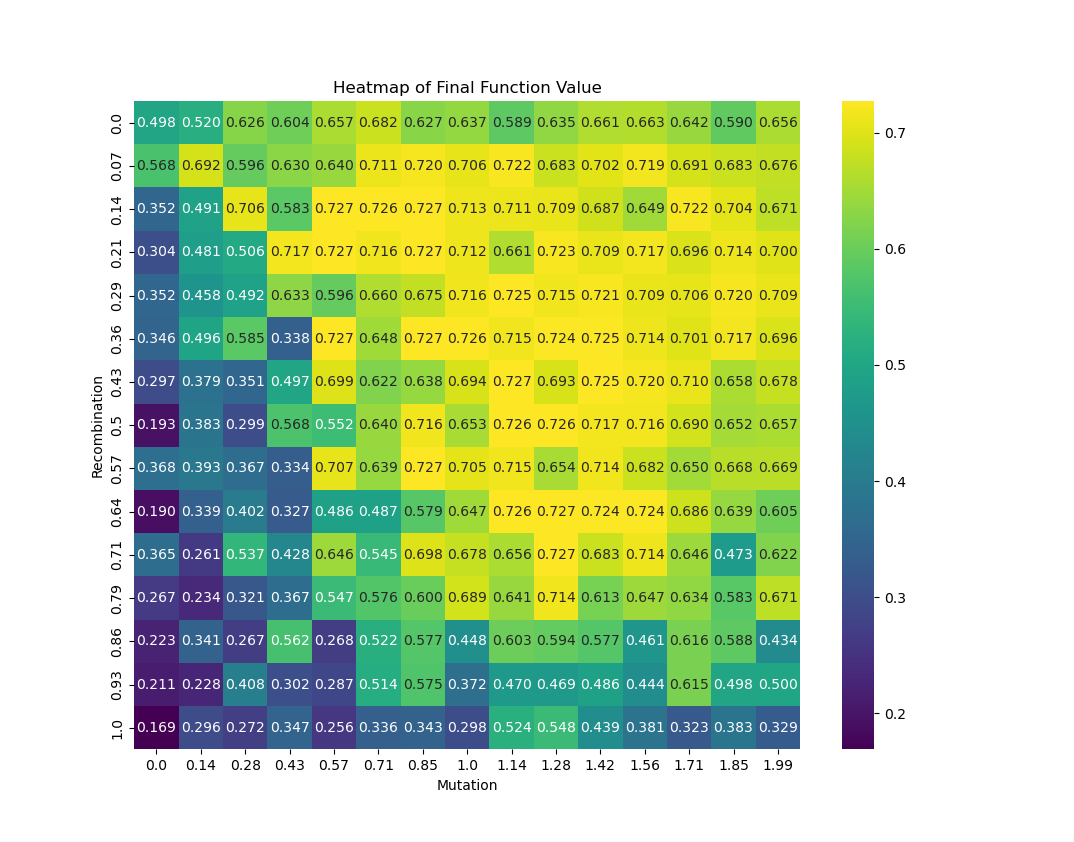 Heatmap of Final Function Value
0.0 0.498 0.520 0.626 0.604 0.657 0.682 0.627 0.637 0.589 0.635 0.661 0.663 0.642 0.590 0.656
0.07 0.568 0.692 0.596 0.630 0.640 0.711 0.720 0.706 0.722 0.683 0.702 0.719 0.691 0.683 0.676
0.14 0.352 0.491 0.706 0.583 0.727 0.726 0.727 0.713 0.711 0.709 0.687 0.649 0.722 0.704 0.671
0.21 0.304 0.481 0.506 0.717 0.727 0.716 0.727 0.712 0.661 0.723 0.709 0.717 0.696 0.714 0.700
0.29 0.352 0.458 0.492 0.633 0.596 0.660 0.675 0.716 0.725 0.715 0.721 0.709 0.706 0.720 0.709
0.36 0.346 0.496 0.585 0.338 0.727 0.648 0.727 0.726 0.715 0.724 0.725 0.714 0.701 0.717 0.696
0.43 0.297 0.379 0.351 0.497 0.699 0.622 0.638 0.694 0.727 0.693 0.725 0.720 0.710 0.658 0.678
0.5 0.193 0.383 0.299 0.568 0.552 0.640 0.716 0.653 0.726 0.726 0.717 0.716 0.690 0.652 0.657
0.57 0.368 0.393 0.367 0.334 0.707 0.639 0.727 0.705 0.715 0.654 0.714 0.682 0.650 0.668 0.669
0.64 0.190 0.339 0.402 0.327 0.486 0.487 0.579 0.647 0.726 0.727 0.724 0.724 0.686 0.639 0.605
0.71 0.365 0.261 0.537 0.428 0.646 0.545 0.698 0.678 0.656 0.727 0.683 0.714 0.646 0.473 0.622
0.79 0.267 0.234 0.321 0.367 0.547 0.576 0.600 0.689 0.641 0.714 0.613 0.647 0.634 0.583 0.671
0.86 0.223 0.341 0.267 0.562 0.268 0.522 0.577 0.448 0.603 0.594 0.577 0.461 0.616 0.588 0.434
0.93 0.211 0.228 0.408 0.302 0.287 0.514 0.575 0.372 0.470 0.469 0.486 0.444 0.615 0.498 0.500
1.0 0.169 0.296 0.272 0.347 0.256 0.336 0.343 0.298 0.524 0.548 0.439 0.381 0.323 0.383 0.329
0.0 0.14 0.28 0.43 0.57 0.71 0.85 1.0 1.14 1.28 1.42 1.56 1.71 1.85 1.99
Mutation
Recombination
0.7
0.6
0.5
0.4
0.3
0.2